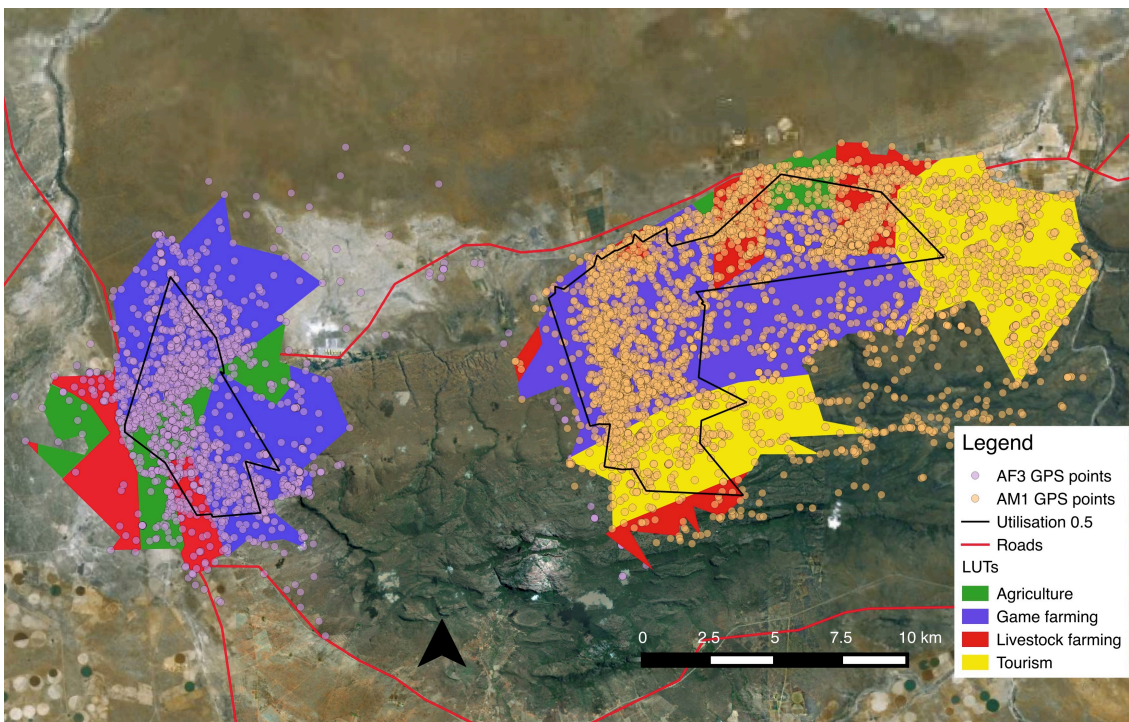 Legend
AF3 GPS points
AM1 GPS points
Utilisation 0.5
Roads
LUTs
Agriculture
Game farming
Livestock farming
Tourism
0 2.5 5 7.5 10 km